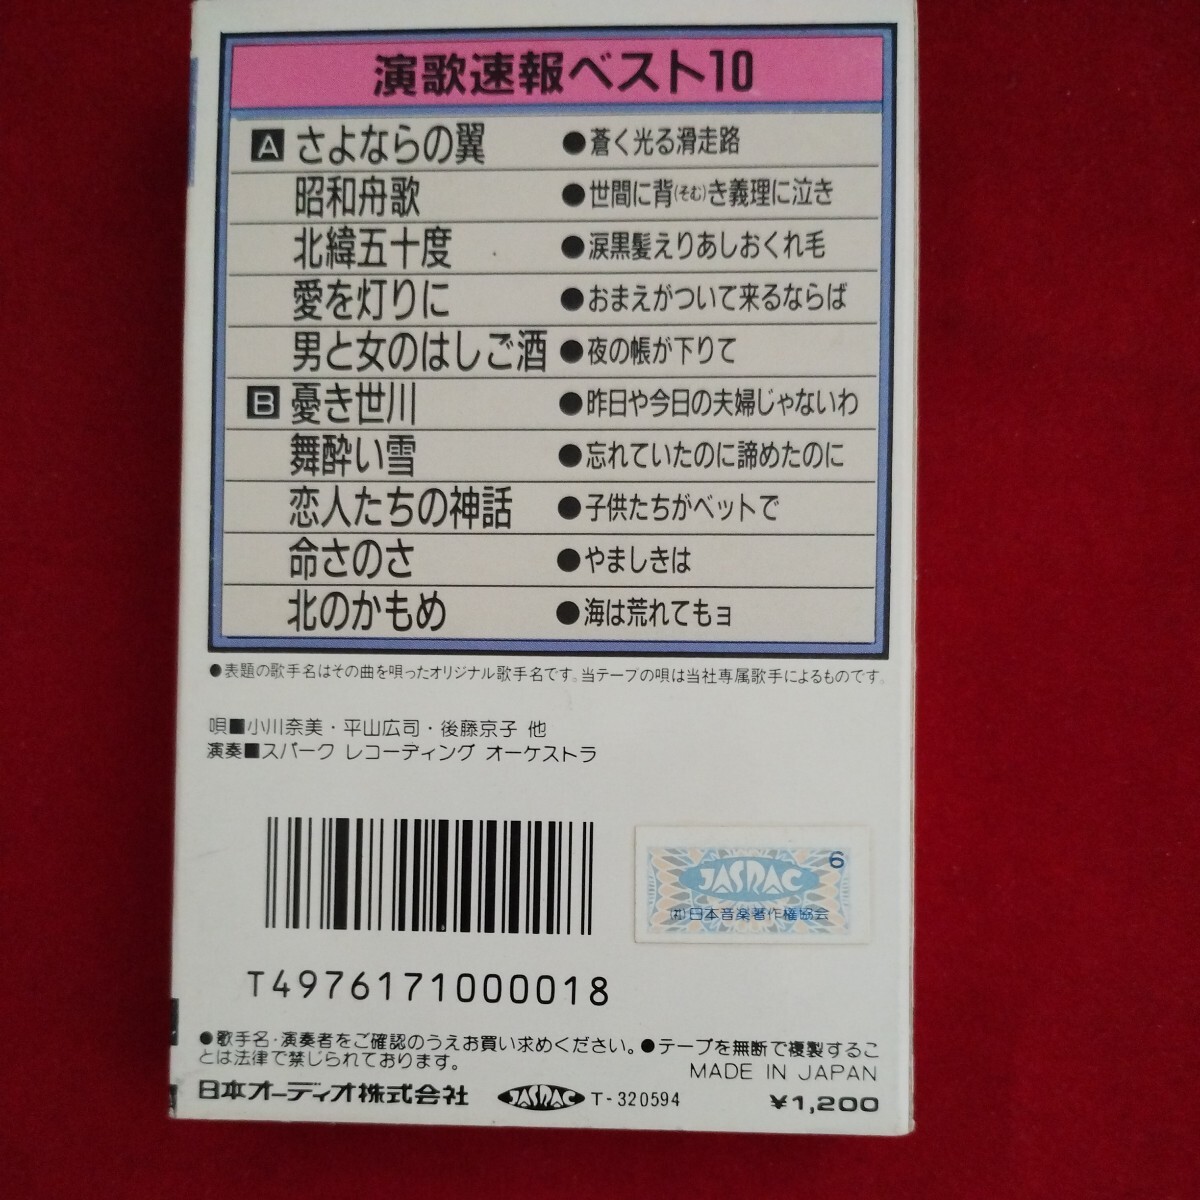 演歌速報ベスト10
A さよならの翼 ●蒼く光る滑走路
昭和舟歌 ●世間に背(そむ)き義理に泣き
北緯五十度 ●涙黒髪えりあしおくれ毛
愛を灯りに ●おまえがついて来るならば
男と女のはしご酒 ●夜の帳が下りて
B 憂き世川 ●昨日や今日の夫婦じゃないわ
舞酔い雪 ●忘れていたのに諦めたのに
恋人たちの神話 ●子供たちがベットで
命さのさ ●やましきは
北のかもめ ●海は荒れてもョ
●表題の歌手名はその曲を唄ったオリジナル歌手名です。当テープの唄は当社専属歌手によるものです。
唄■小川奈美・平山広司・後藤京子 他
演奏■スパーク レコーディング オーケストラ
6
JASRAC
㈳日本音楽著作権協会
T4976171000018
●歌手名・演奏者をご確認のうえお買い求めください。●テープを無断で複製するこ
とは法律で禁じられております。
MADE IN JAPAN
日本オーディオ株式会社 JASRAC T-320594 ¥1,200